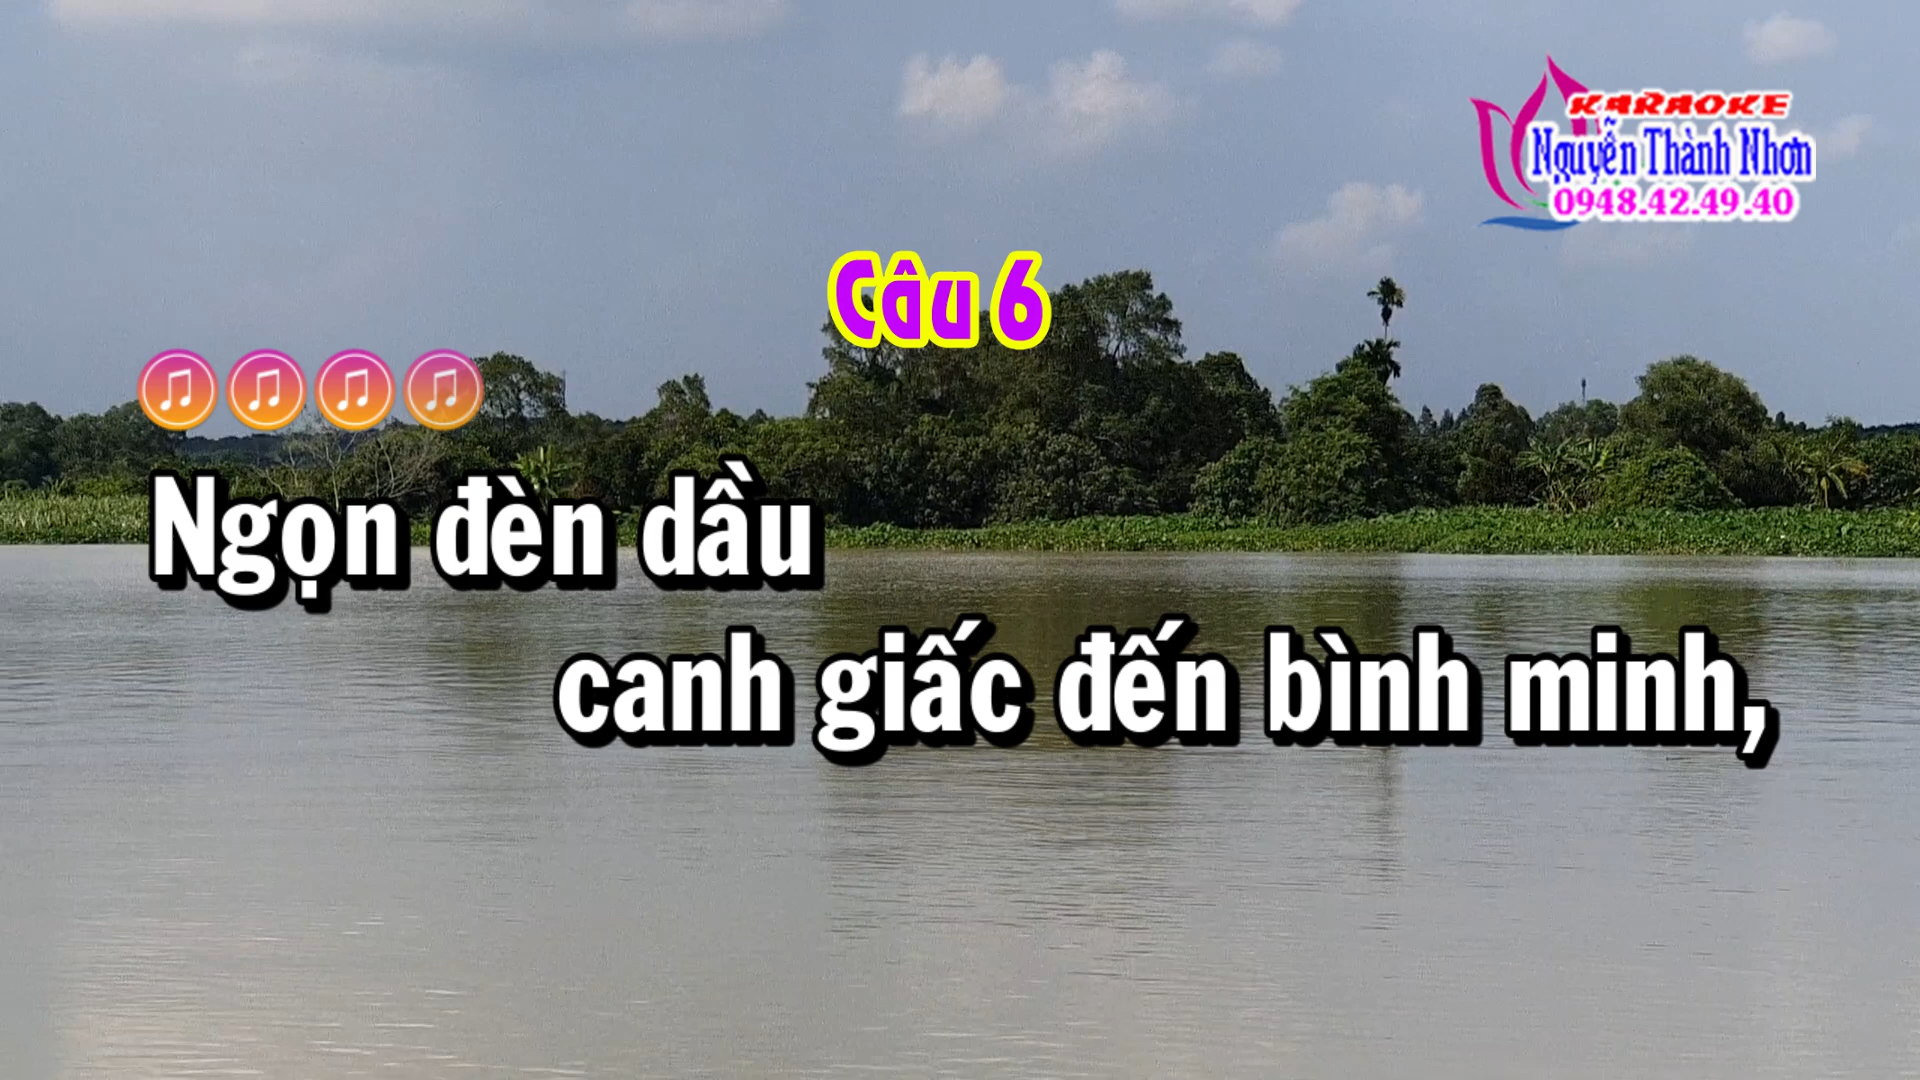 KARAOKE
Nguyễn Thành Nhơn
0948.42.49.40
Câu 6
Ngọn đèn dầu
canh giấc đến bình minh,